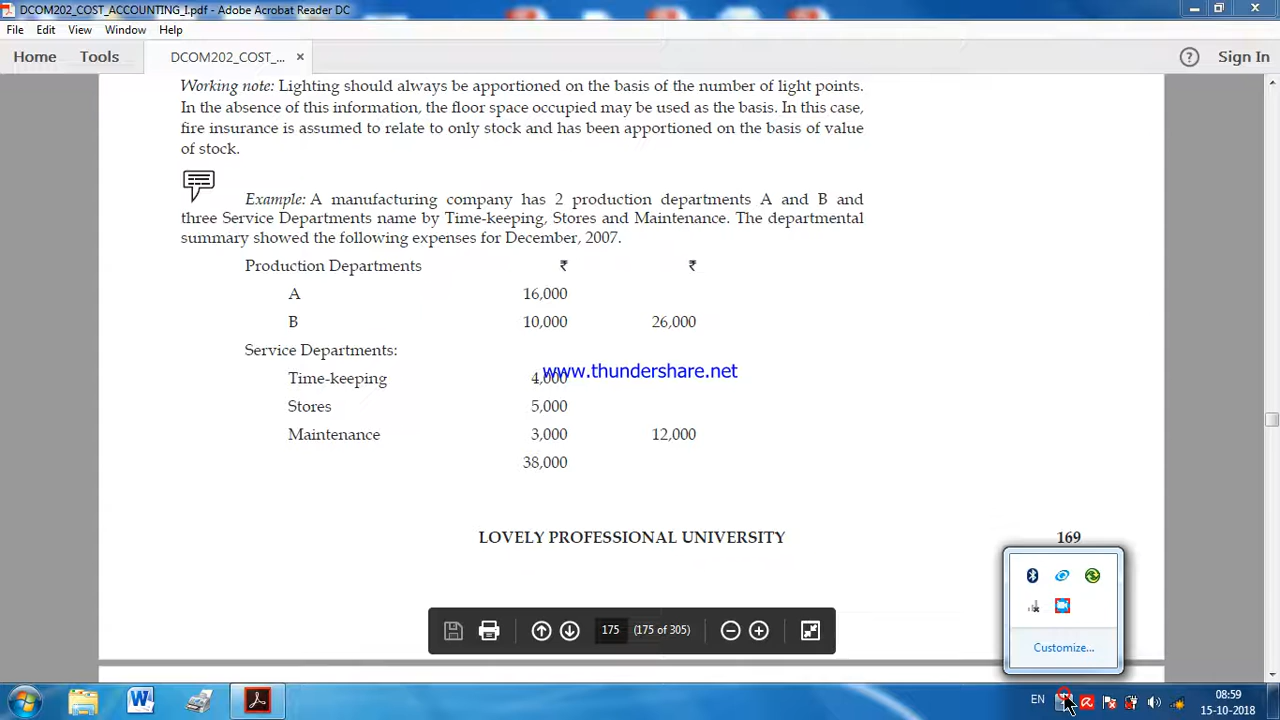 DCOM202_COST_ACCOUNTING_I.pdf - Adobe Acrobat Reader DC
File Edit View Window Help
Home Tools DCOM202_COST_... × ? Sign In
Working note: Lighting should always be apportioned on the basis of the number of light points.
In the absence of this information, the floor space occupied may be used as the basis. In this case,
fire insurance is assumed to relate to only stock and has been apportioned on the basis of value
of stock.
Example: A manufacturing company has 2 production departments A and B and
three Service Departments name by Time-keeping, Stores and Maintenance. The departmental
summary showed the following expenses for December, 2007.
Production Departments ₹ ₹
A 16,000
B 10,000 26,000
Service Departments:
www.thundershare.net
Time-keeping 4,000
Stores 5,000
Maintenance 3,000 12,000
38,000
LOVELY PROFESSIONAL UNIVERSITY 169
175 (175 of 305)
Customize...
EN 08:59
15-10-2018